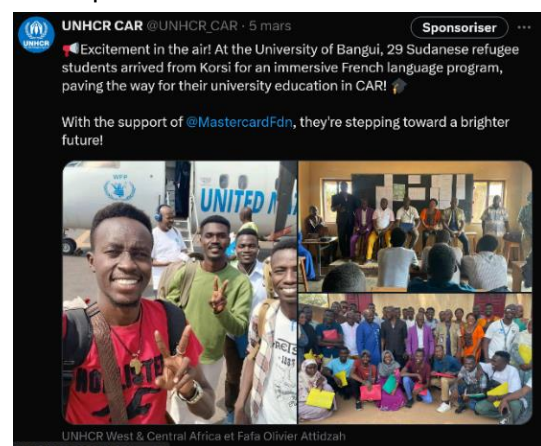 UNHCR
UNHCR CAR @UNHCR_CAR · 5 mars
Sponsoriser
📢Excitement in the air! At the University of Bangui, 29 Sudanese refugee
students arrived from Korsi for an immersive French language program,
paving the way for their university education in CAR! 🎓
With the support of @MastercardFdn, they're stepping toward a brighter
future!
WFP
UNITED N
HOLLISTER
UNHCR West & Central Africa et Fafa Olivier Attidzah